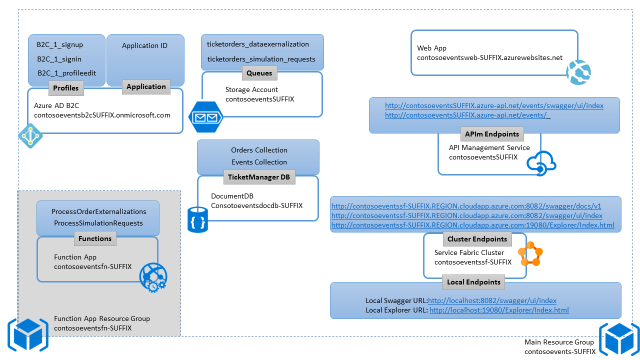 B2C_1_signup
B2C_1_signin
B2C_1_profileedit
Profiles
Application ID
Application
Azure AD B2C
contosoeventsb2cSUFFIX.onmicrosoft.com
ticketorders_dataexernalization
ticketorders_simulation_requests
Queues
Storage Account
contosoeventsSUFFIX
Web App
contosoeventsweb-SUFFIX.azurewebsites.net
http://contosoeventsSUFFIX.azure-api.net/events/swagger/ui/index
http://contosoeventsSUFFIX.azure-api.net/events/_
APIm Endpoints
API Management Service
contosoeventsSUFFIX
Orders Collection
Events Collection
TicketManager DB
DocumentDB
Consotoeventsdocdb-SUFFIX
ProcessOrderExternalizations
ProcessSimulationRequests
Functions
Function App
contosoeventsfn-SUFFIX
Function App Resource Group
contosoeventsfn-SUFFIX
http://contosoeventssf-SUFFIX.REGION.cloudapp.azure.com:8082/swagger/docs/v1
http://contosoeventssf-SUFFIX.REGION.cloudapp.azure.com:8082/swagger/ui/index
http://contosoeventssf-SUFFIX.REGION.cloudapp.azure.com:19080/Explorer/Index.html
Cluster Endpoints
Service Fabric Cluster
contosoeventssf-SUFFIX
Local Endpoints
Local Swagger URL:http://localhost:8082/swagger/ui/index
Local Explorer URL: http://localhost:19080/Explorer/Index.html
Main Resource Group
contosoevents-SUFFIX